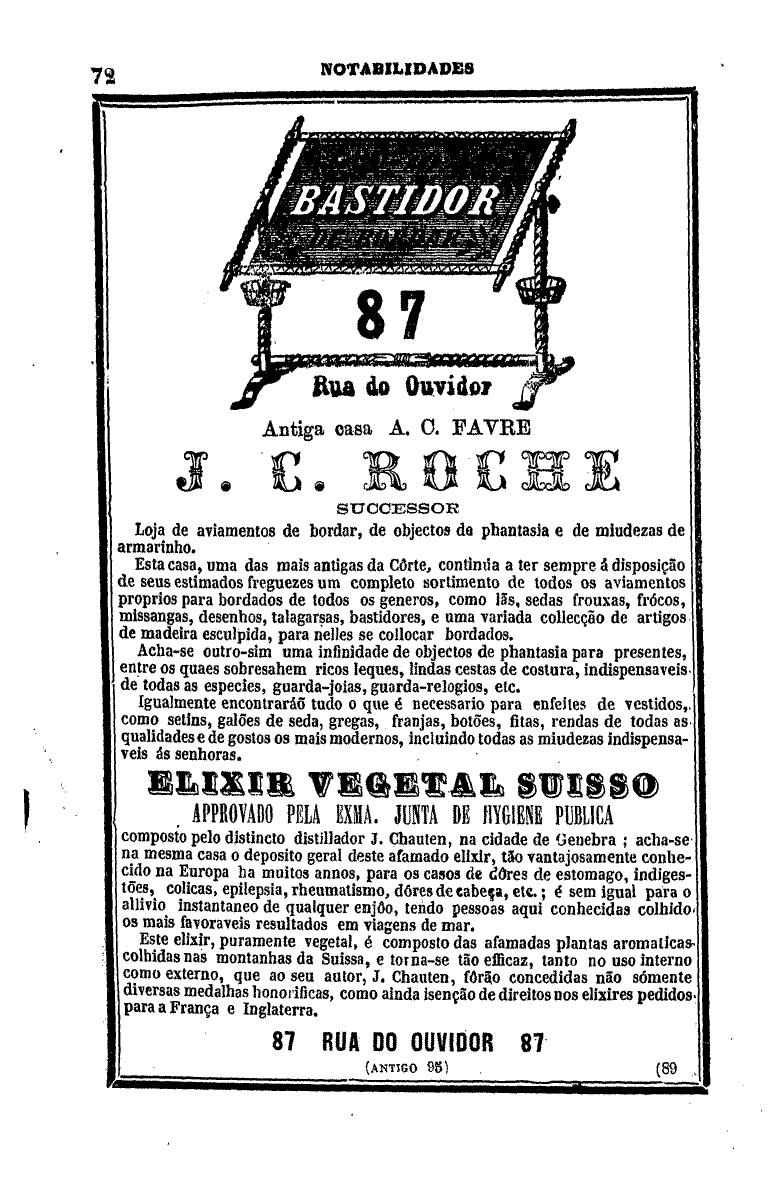 72
NOTABILIDADES
BASTIDOR
DE BORDAR
87
Rua do Ouvidor
Antiga casa A. C. FAVRE
J. C. ROCHE
SUCCESSOR
Loja de aviamentos de bordar, de objectos de phantasia e de miudezas de
armarinho.
Esta casa, uma das mais antigas da Côrte, continúa a ter sempre á disposição
de seus estimados freguezes um completo sortimento de todos os aviamentos
proprios para bordados de todos os generos, como lãs, sedas frouxas, frócos,
missangas, desenhos, talagarsas, bastidores, e uma variada collecção de artigos
de madeira esculpida, para nelles se collocar bordados.
Acha-se outro-sim uma infinidade de objectos de phantasia para presentes,
entre os quaes sobresahem ricos leques, lindas cestas de costura, indispensaveis
de todas as especies, guarda-joias, guarda-relogios, etc.
Igualmente encontraráõ tudo o que é necessario para enfeites de vestidos,
como setins, galões de seda, gregas, franjas, botões, fitas, rendas de todas as
qualidades e de gostos os mais modernos, incluindo todas as miudezas indispensa-
veis ás senhoras.
ELIXIR VEGETAL SUISSO
APPROVADO PELA EXMA. JUNTA DE HYGIENE PUBLICA
composto pelo distincto distillador J. Chauten, na cidade de Genebra ; acha-se
na mesma casa o deposito geral deste afamado elixir, tão vantajosamente conhe-
cido na Europa ha muitos annos, para os casos de dôres de estomago, indiges-
tões, colicas, epilepsia, rheumatismo, dôres de cabeça, etc. ; é sem igual para o
allivio instantaneo de qualquer enjôo, tendo pessoas aqui conhecidas colhido
os mais favoraveis resultados em viagens de mar.
Este elixir, puramente vegetal, é composto das afamadas plantas aromaticas
colhidas nas montanhas da Suissa, e torna-se tão efficaz, tanto no uso interno
como externo, que ao seu autor, J. Chauten, fôrão concedidas não sómente
diversas medalhas honorificas, como ainda isenção de direitos nos elixires pedidos
para a França e Inglaterra.
87 RUA DO OUVIDOR 87
(ANTIGO 95)
(89